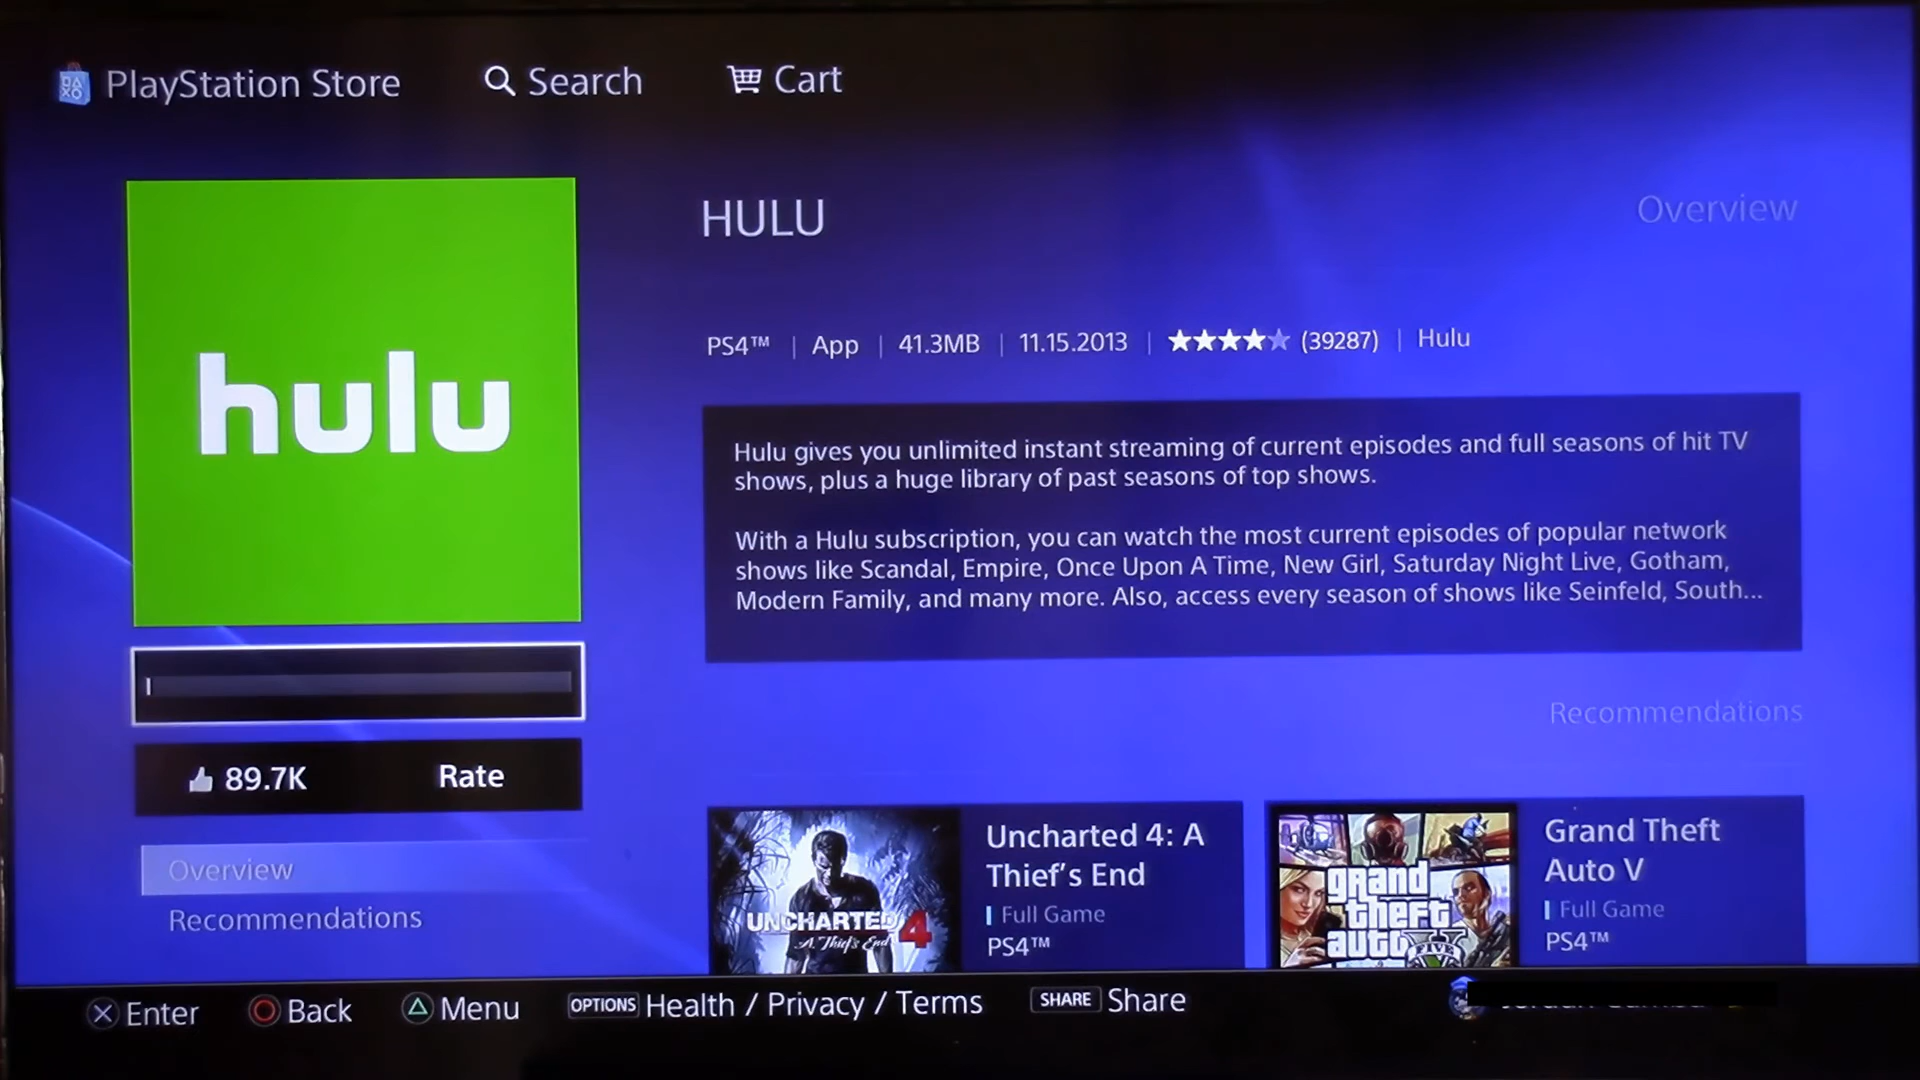 PlayStation Store
Search
Cart
hulu
HULU
Overview
PS4™ | App | 41.3MB | 11.15.2013 | (39287) | Hulu
Hulu gives you unlimited instant streaming of current episodes and full seasons of hit TV
shows, plus a huge library of past seasons of top shows.
With a Hulu subscription, you can watch the most current episodes of popular network
shows like Scandal, Empire, Once Upon A Time, New Girl, Saturday Night Live, Gotham,
Modern Family, and many more. Also, access every season of shows like Seinfeld, South...
89.7K
Rate
Overview
Recommendations
Recommendations
UNCHARTED 4
A Thief's End
Uncharted 4: A
Thief's End
Full Game
PS4™
grand
theft
auto
FIVE
Grand Theft
Auto V
Full Game
PS4™
Enter
Back
Menu
OPTIONS Health / Privacy / Terms
SHARE Share